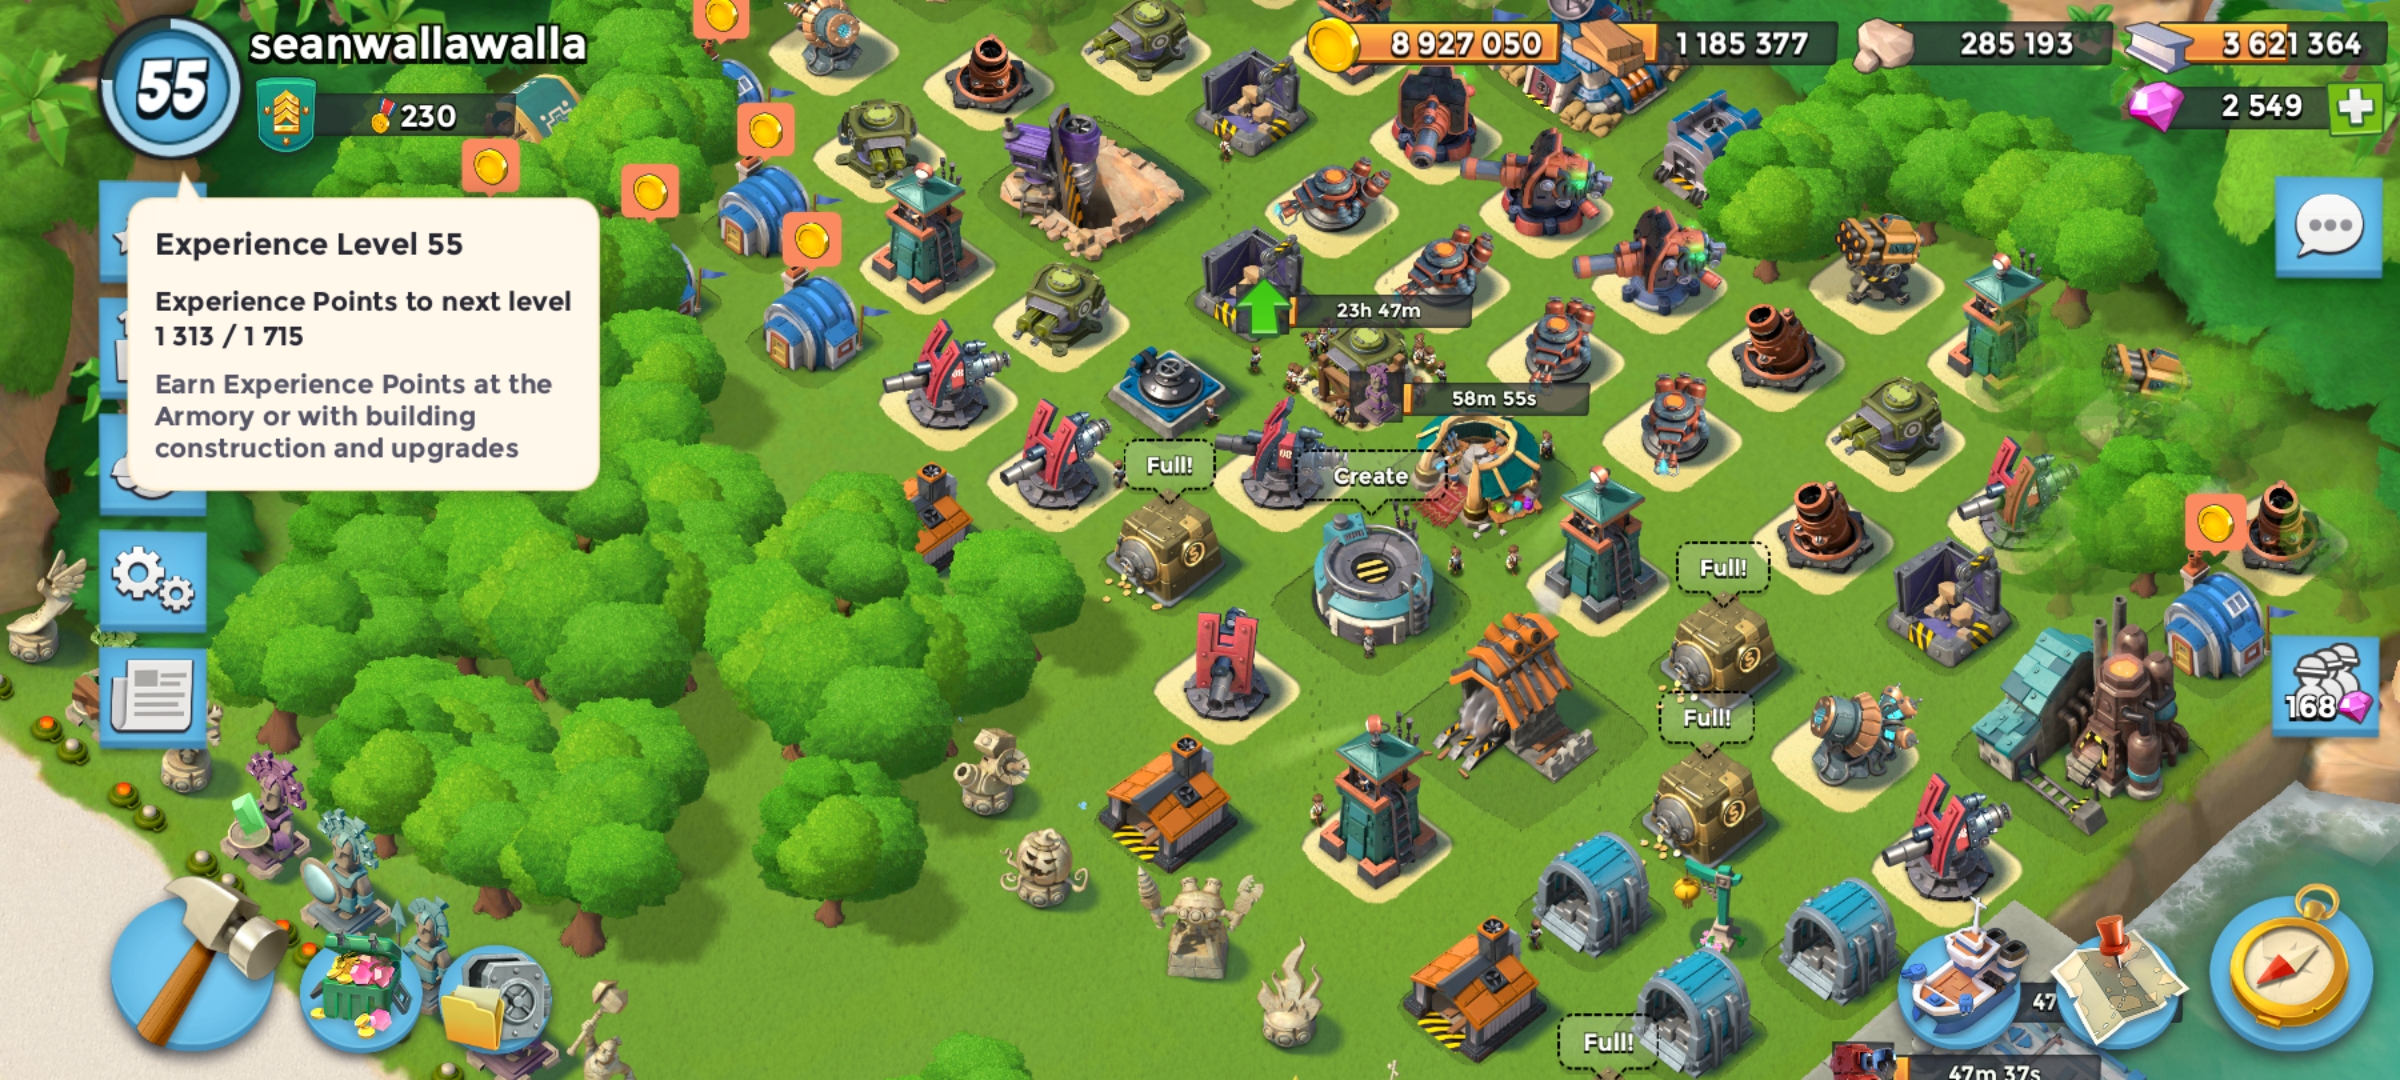 55
seanwallawalla
230
8 927 050
1 185 377
285 193
3 621 364
2 549
Experience Level 55
Experience Points to next level
1 313 / 1 715
Earn Experience Points at the
Armory or with building
construction and upgrades
23h 47m
58m 55s
Full!
Create
Full!
Full!
168
47
Full!
47m 37s